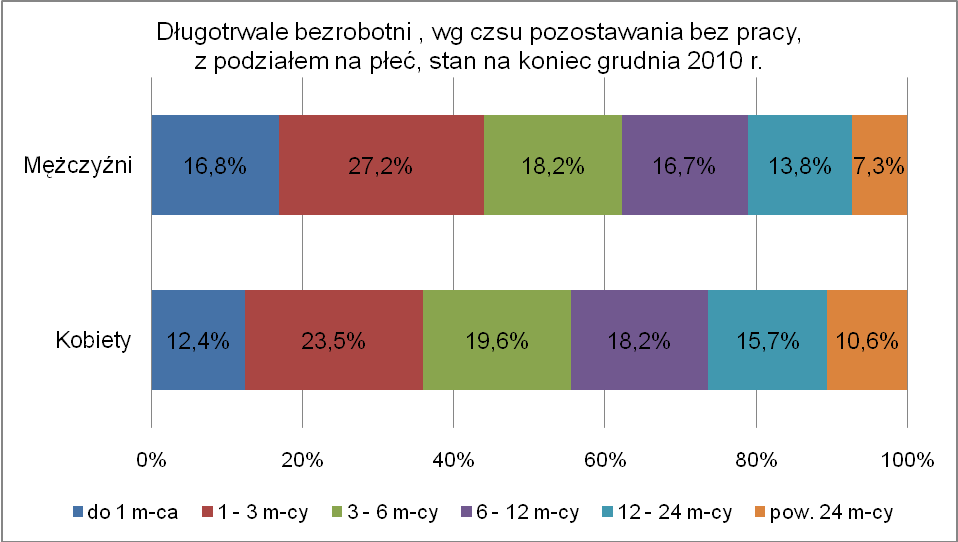 Długotrwale bezrobotni , wg czsu pozostawania bez pracy,
z podziałem na płeć, stan na koniec grudnia 2010 r.
Mężczyźni 16,8% 27,2% 18,2% 16,7% 13,8% 7,3%
Kobiety 12,4% 23,5% 19,6% 18,2% 15,7% 10,6%
0% 20% 40% 60% 80% 100%
do 1 m-ca 1 - 3 m-cy 3 - 6 m-cy 6 - 12 m-cy 12 - 24 m-cy pow. 24 m-cy